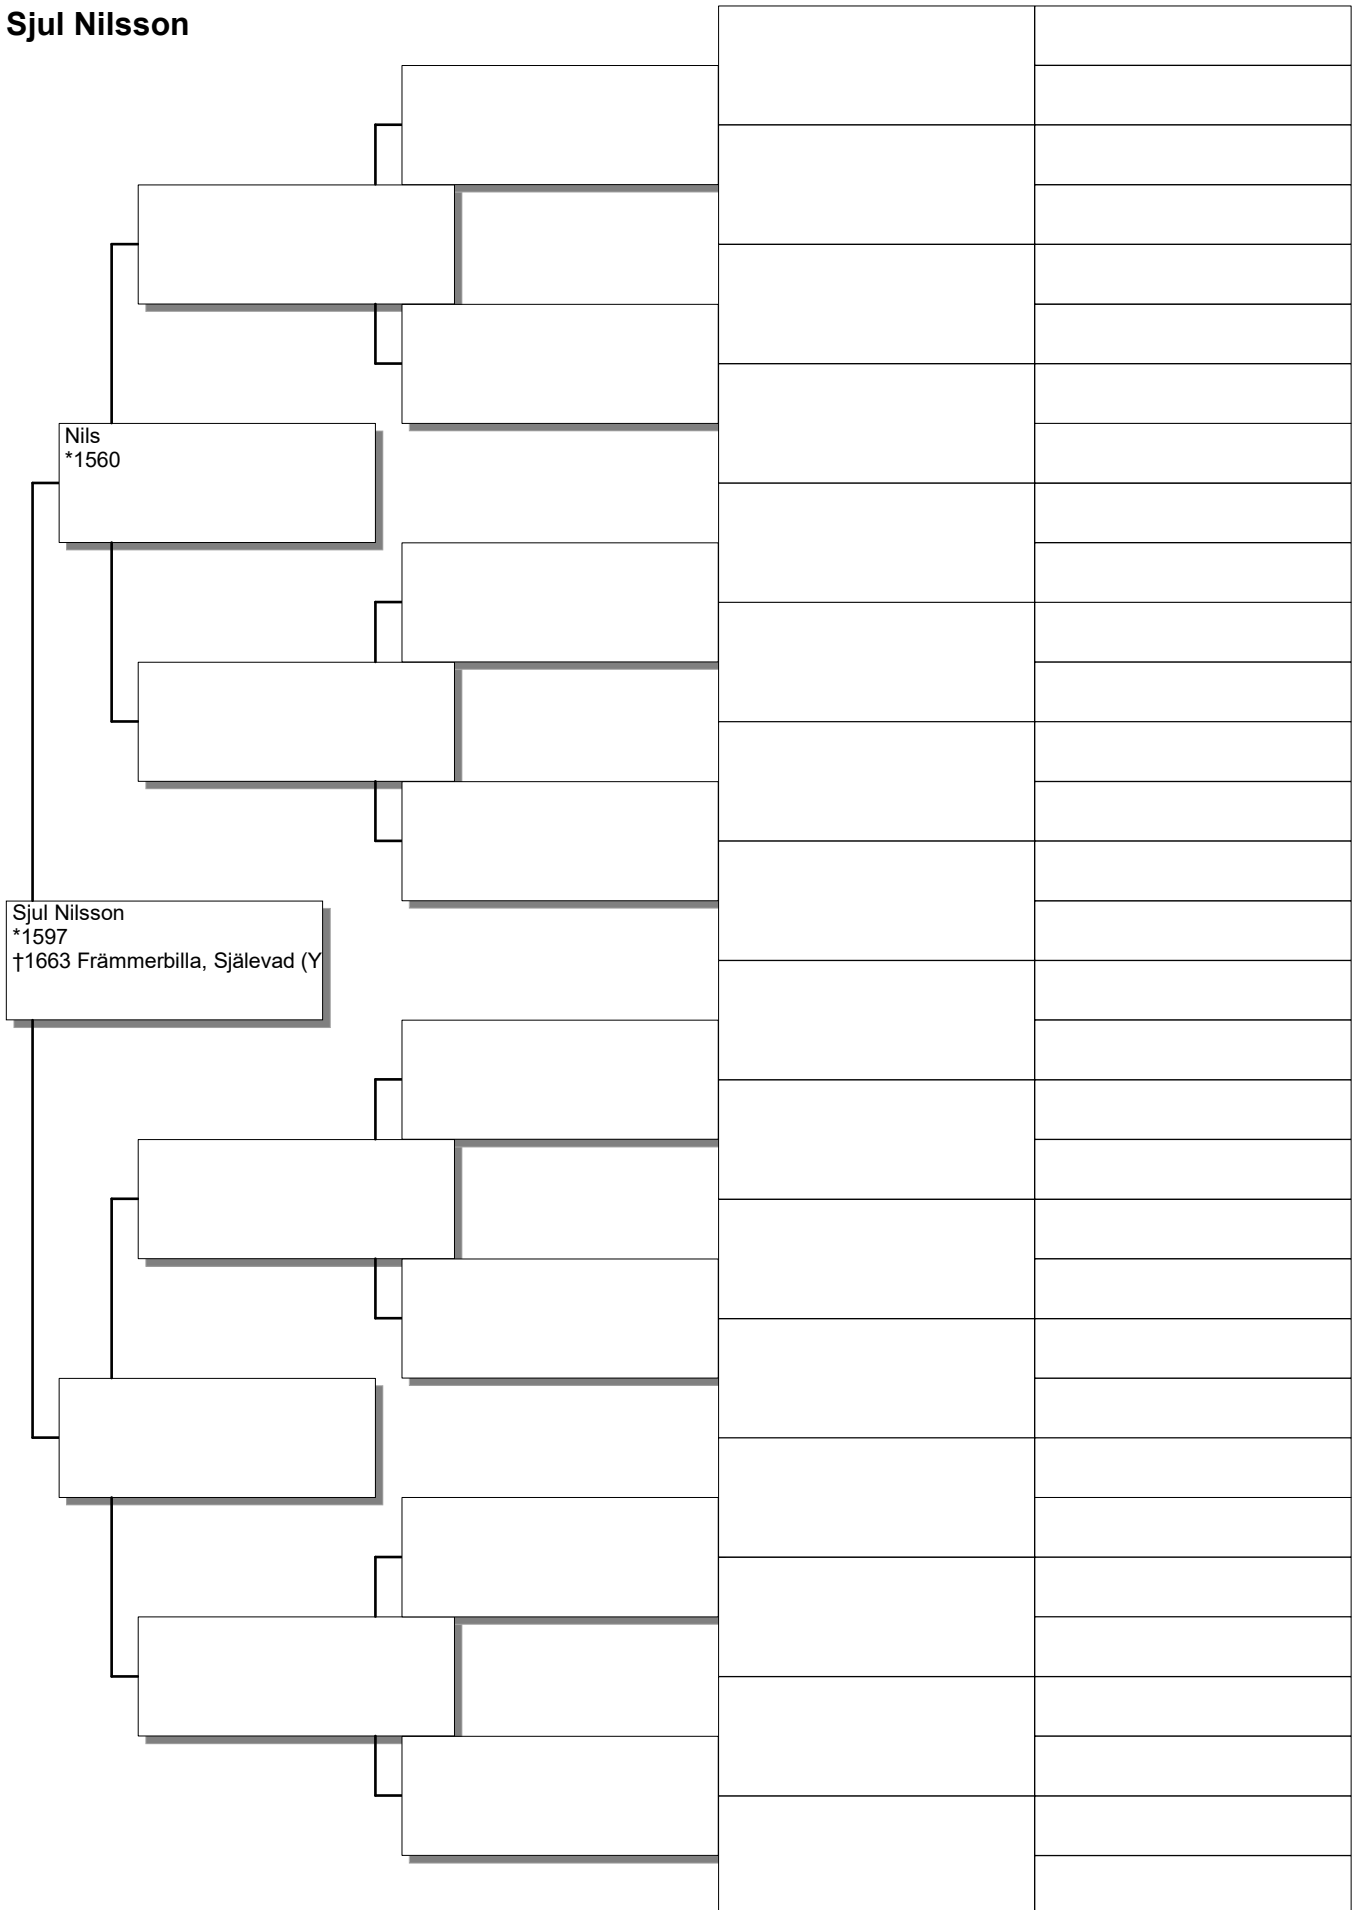 Sjul Nilsson
Nils
*1560
Sjul Nilsson
*1597
†1663 Främmerbilla, Själevad (Y